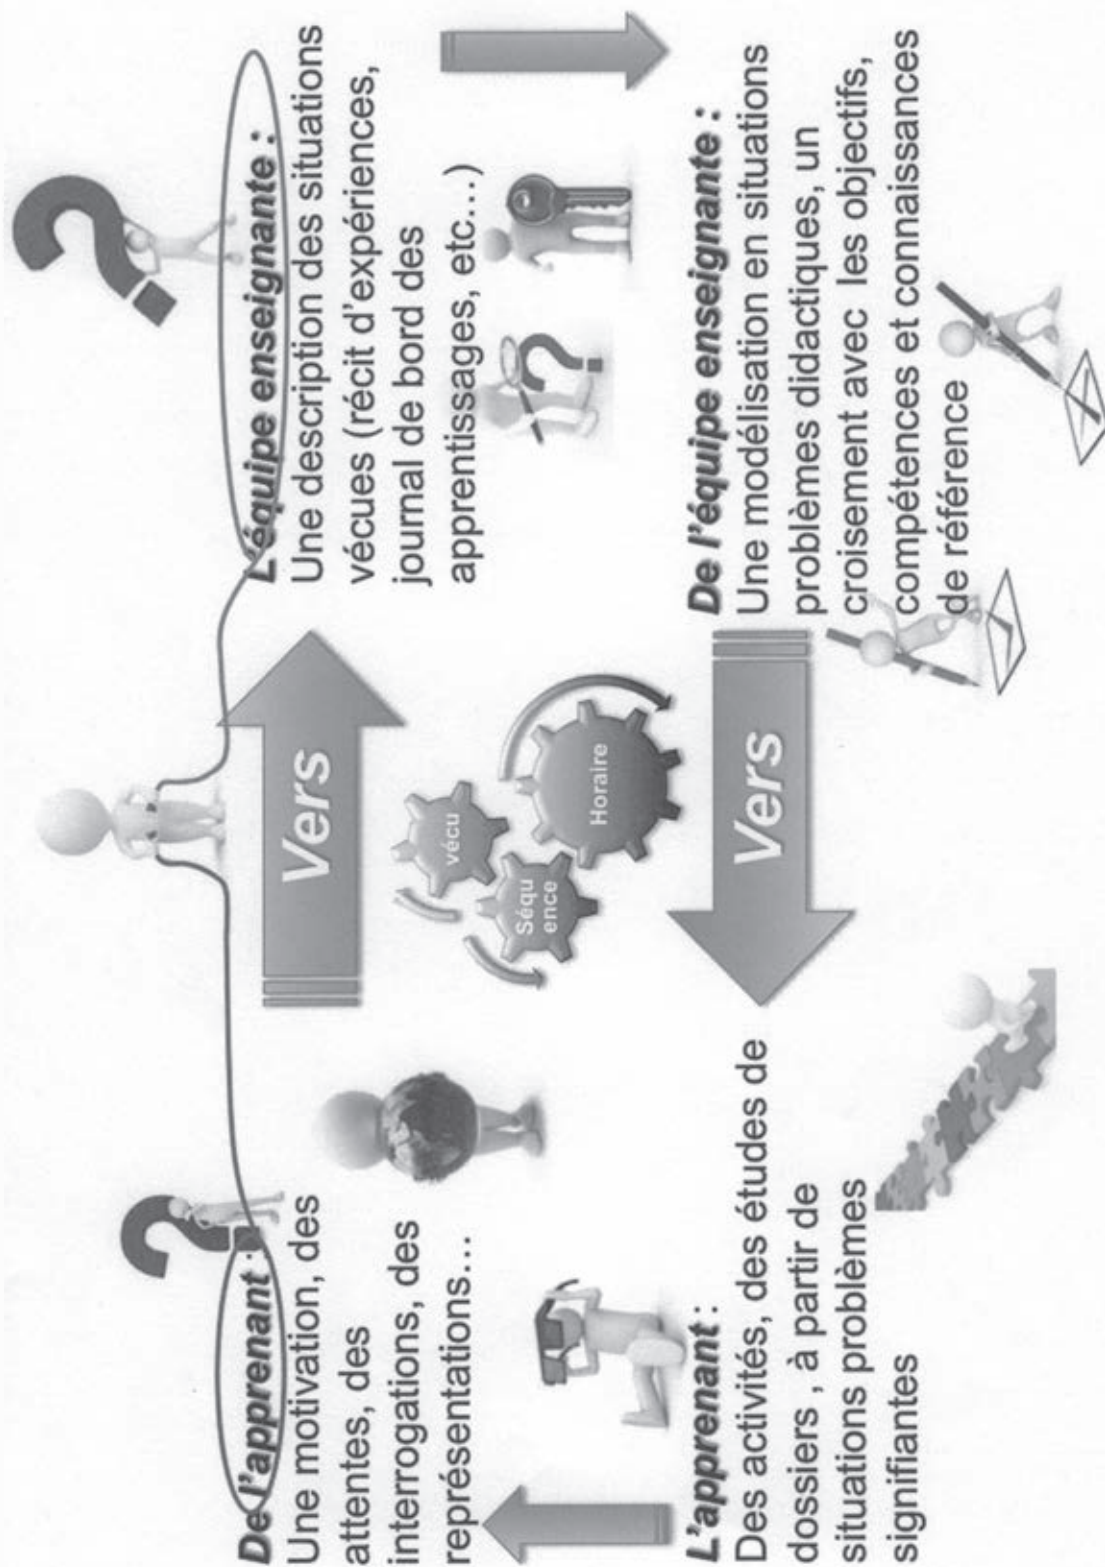 De l'apprenant :
Une motivation, des
attentes, des
interrogations, des
représentations...
Vers
L'équipe enseignante :
Une description des situations
vécues (récit d'expériences,
journal de bord des
apprentissages, etc...)
vécu
Séqu
ence
Horaire
De l'équipe enseignante :
Une modélisation en situations
problèmes didactiques, un
croisement avec les objectifs,
compétences et connaissances
de référence
Vers
L'apprenant :
Des activités, des études de
dossiers , à partir de
situations problèmes
signifiantes